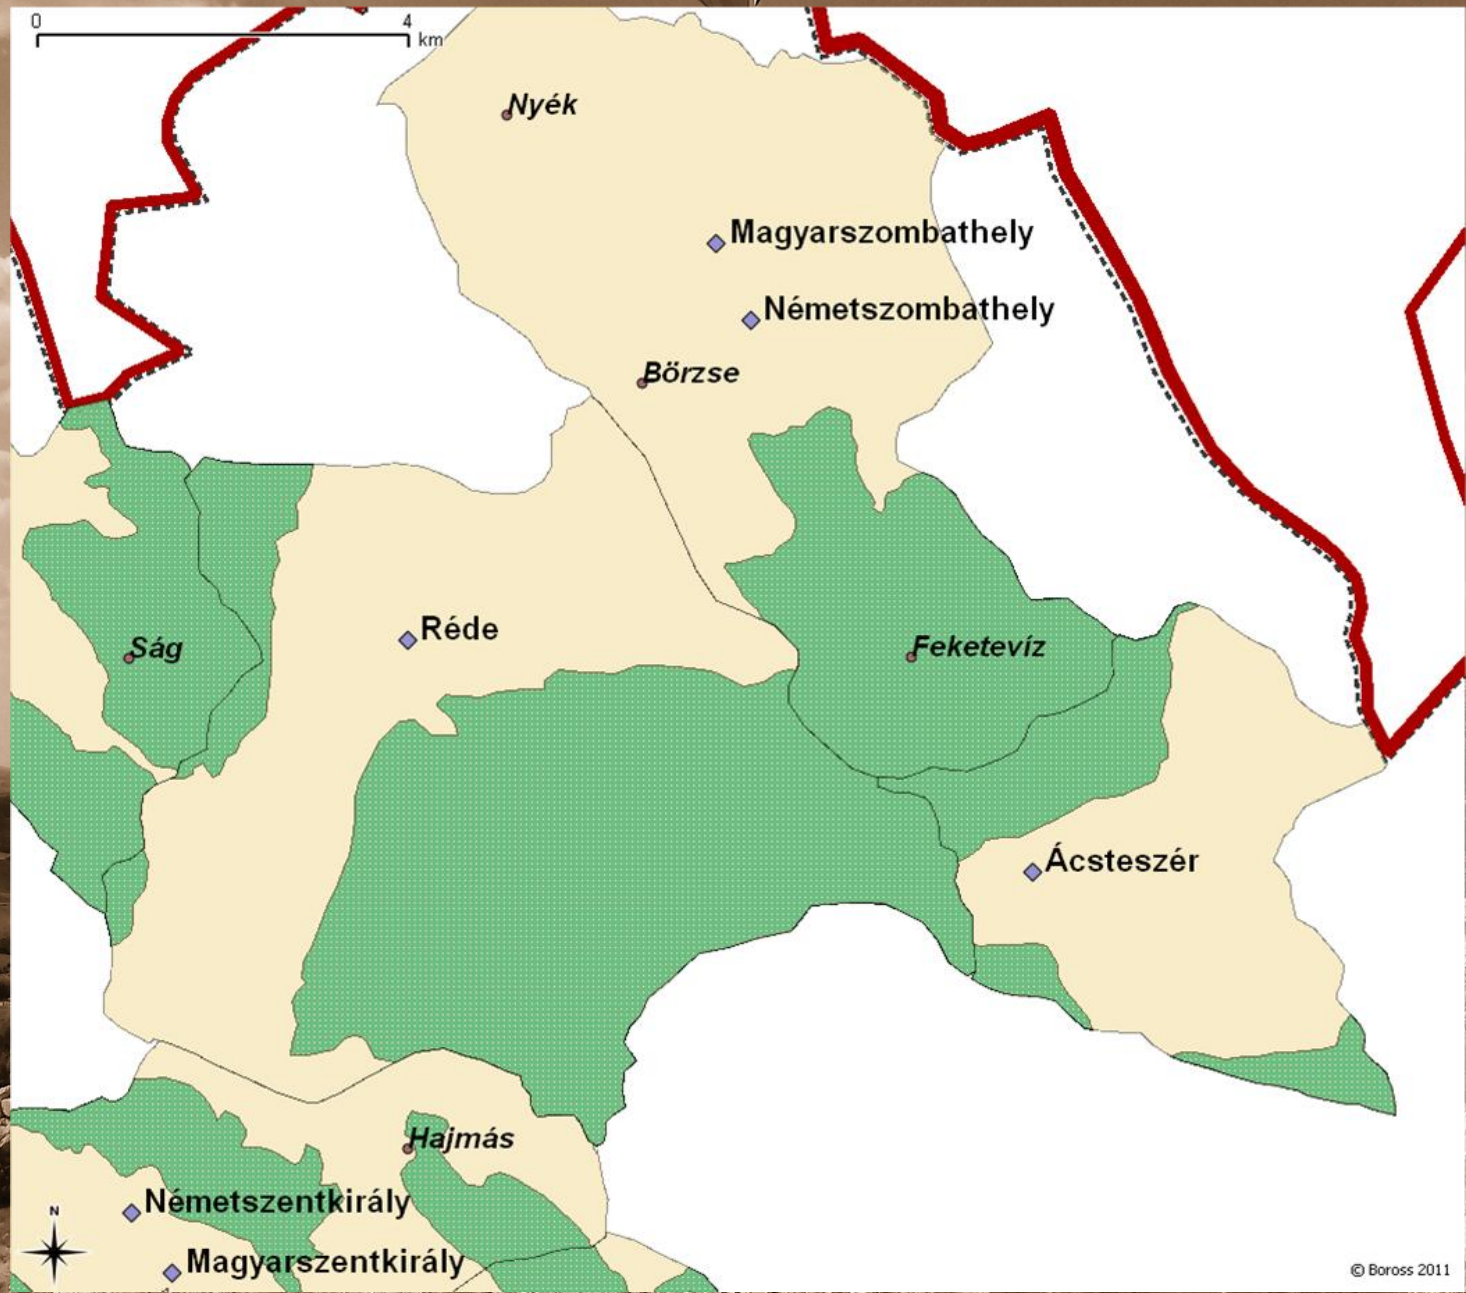 0 4
km
Nyék
Magyarszombathely
Németszombathely
Börzse
Réde
Ság
Feketevíz
Ácsteszér
Hajmás
Németszentkirály
N
Magyarszentkirály
© Boross 2011